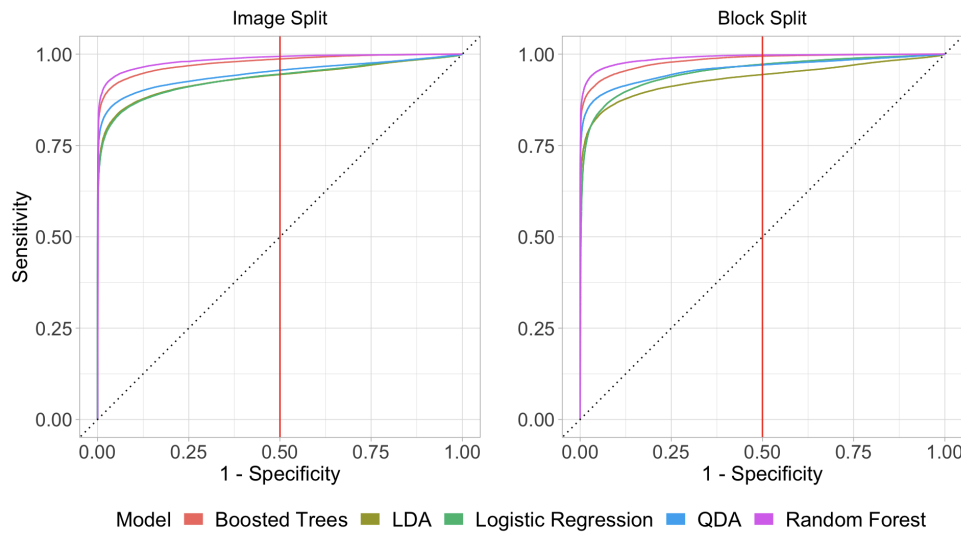 Image Split
Block Split
Sensitivity
1.00
0.75
0.50
0.25
0.00
0.00 0.25 0.50 0.75 1.00
1 - Specificity
1.00
0.75
0.50
0.25
0.00
0.00 0.25 0.50 0.75 1.00
1 - Specificity
Model Boosted Trees LDA Logistic Regression QDA Random Forest